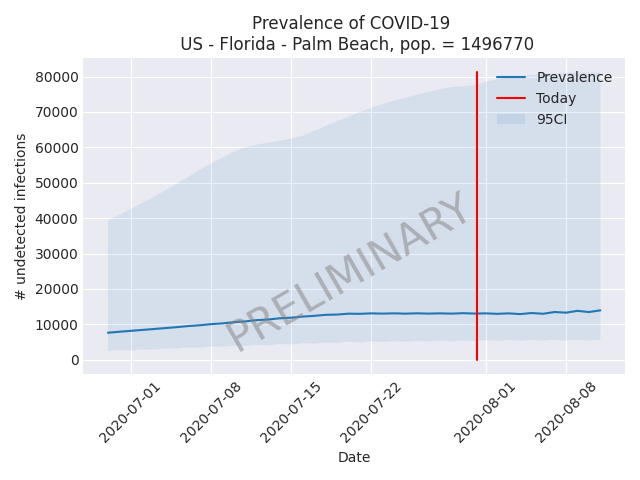 Prevalence of COVID-19
US - Florida - Palm Beach, pop. = 1496770
# undetected infections
80000
70000
60000
50000
40000
30000
20000
10000
0
Prevalence
Today
95CI
PRELIMINARY
2020-07-01
2020-07-08
2020-07-15
2020-07-22
2020-08-01
2020-08-08
Date